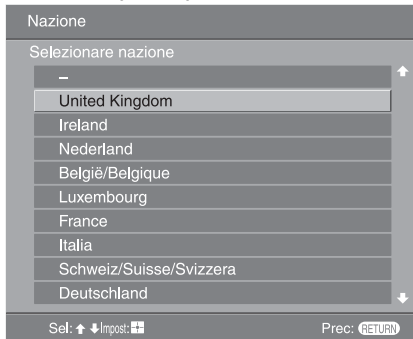 Nazione
Selezionare nazione
–
United Kingdom
Ireland
Nederland
België/Belgique
Luxembourg
France
Italia
Schweiz/Suisse/Svizzera
Deutschland
Sel: Impost: Prec: RETURN